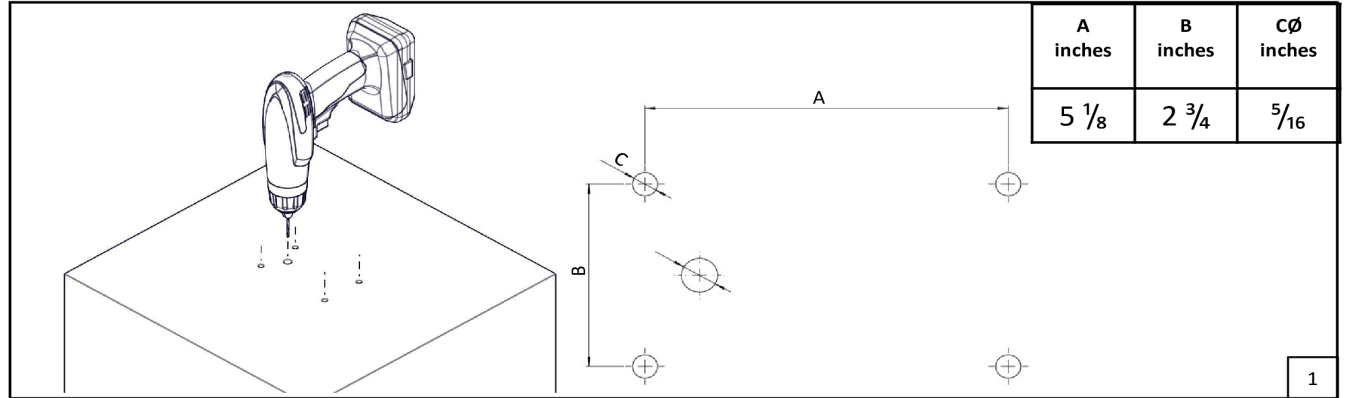 A B CØ
inches inches inches
5 ⅛ 2 ¾ ⁵⁄₁₆
A
C
B
1